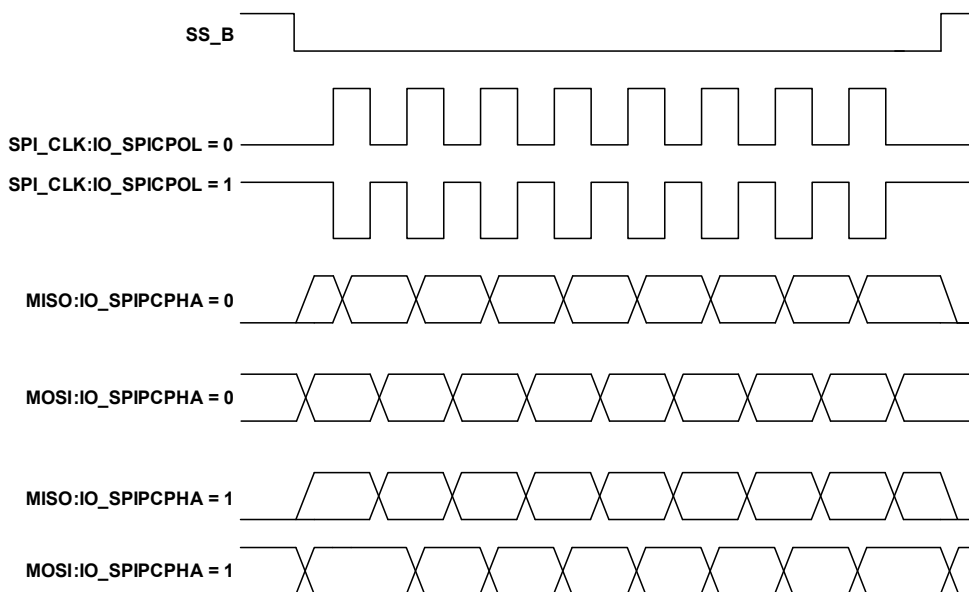 SS_B
SPI_CLK:IO_SPICPOL = 0
SPI_CLK:IO_SPICPOL = 1
MISO:IO_SPIPCPHA = 0
MOSI:IO_SPIPCPHA = 0
MISO:IO_SPIPCPHA = 1
MOSI:IO_SPIPCPHA = 1